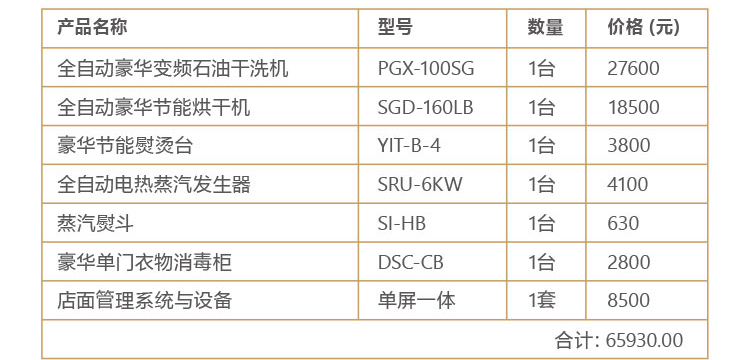 产品名称 型号 数量 价格 (元)
全自动豪华变频石油干洗机 PGX-100SG 1台 27600
全自动豪华节能烘干机 SGD-160LB 1台 18500
豪华节能熨烫台 YIT-B-4 1台 3800
全自动电热蒸汽发生器 SRU-6KW 1台 4100
蒸汽熨斗 SI-HB 1台 630
豪华单门衣物消毒柜 DSC-CB 1台 2800
店面管理系统与设备 单屏一体 1套 8500
合计: 65930.00